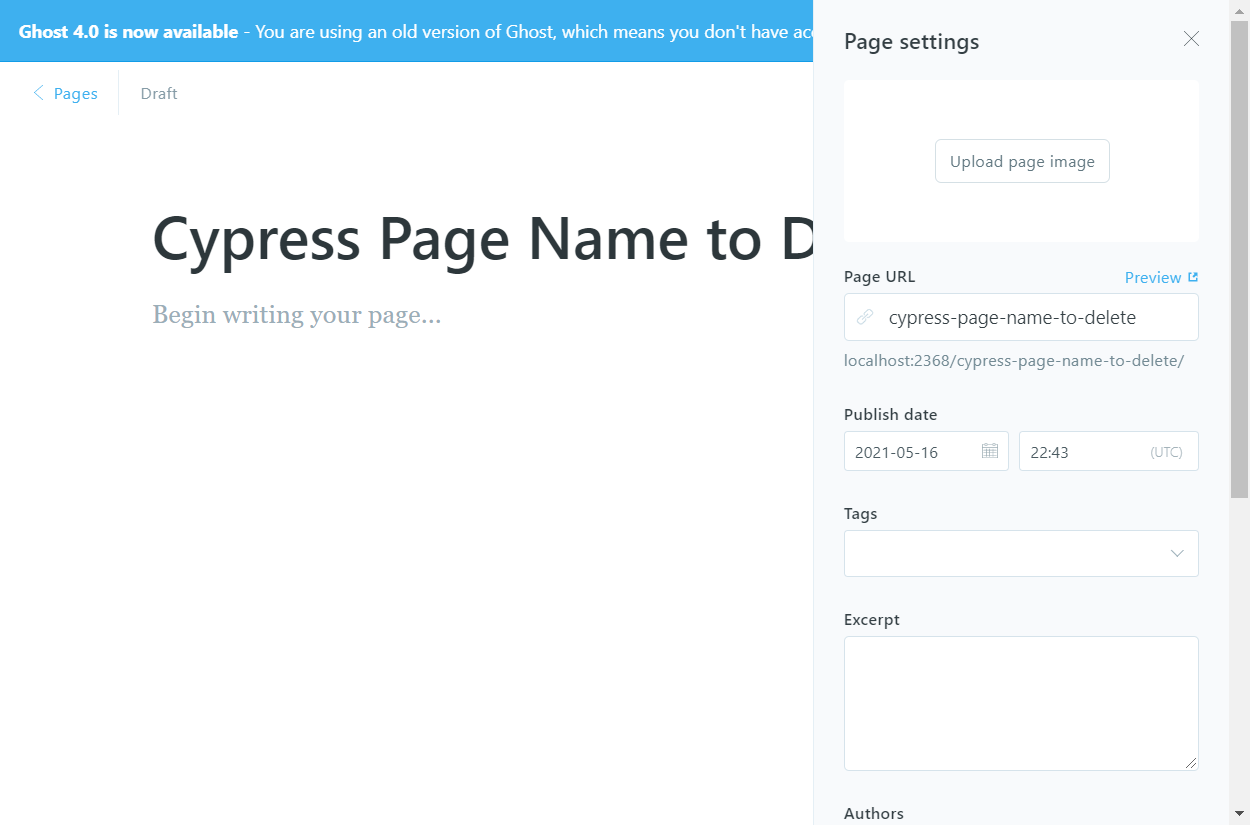 Ghost 4.0 is now available - You are using an old version of Ghost, which means you don't have
Pages
Draft
Cypress Page Name to
Begin writing your page...
Page settings
Upload page image
Page URL
Preview
cypress-page-name-to-delete
localhost:2368/cypress-page-name-to-delete/
Publish date
2021-05-16
22:43
(UTC)
Tags
Excerpt
Authors